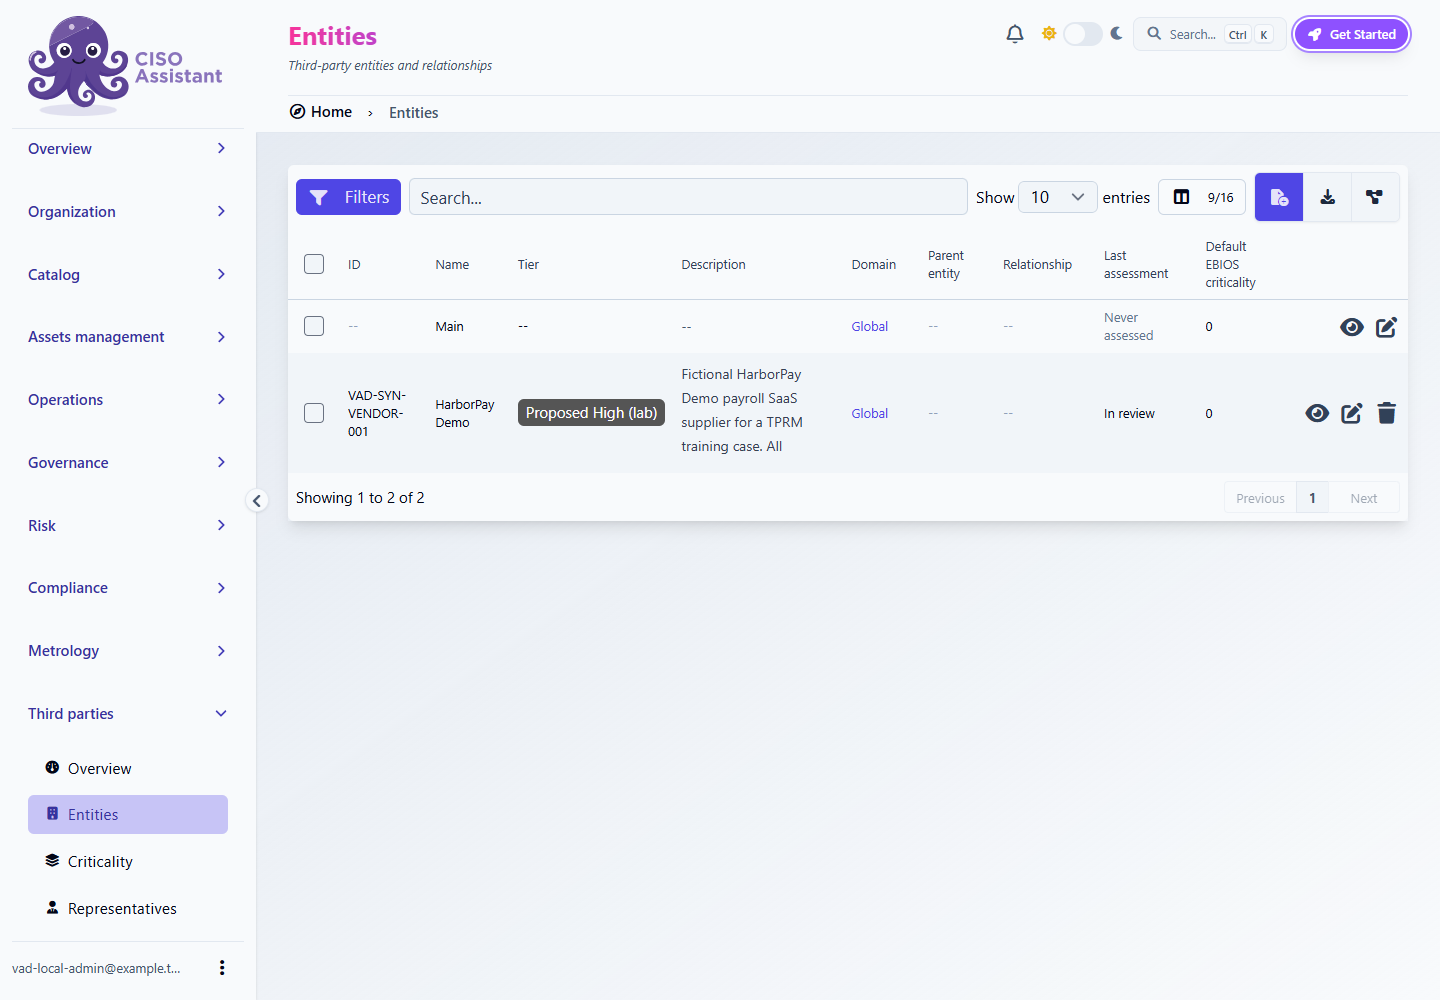 CISO
Assistant
Overview
Organization
Catalog
Assets management
Operations
Governance
Risk
Compliance
Metrology
Third parties
Overview
Entities
Criticality
Representatives
vad-local-admin@example.t...
Entities
Third-party entities and relationships
Search... Ctrl K
Get Started
Home › Entities
Filters
Search...
Show 10 entries
9/16
ID Name Tier Description Domain Parent entity Relationship Last assessment Default EBIOS criticality
-- Main -- -- Global -- -- Never assessed 0
VAD-SYN-VENDOR-001 HarborPay Demo Proposed High (lab) Fictional HarborPay Demo payroll SaaS supplier for a TPRM training case. All Global -- -- In review 0
Showing 1 to 2 of 2
Previous 1 Next